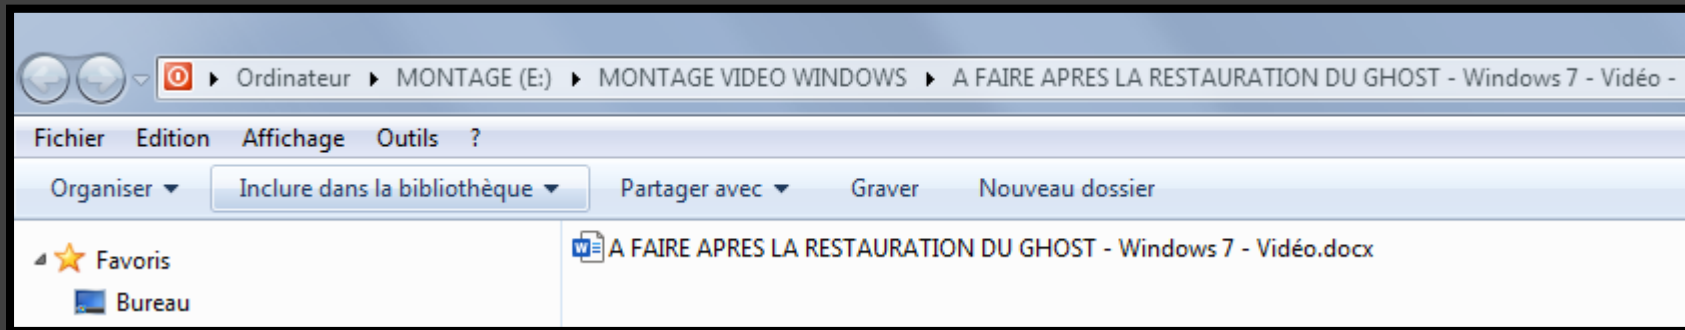 Ordinateur MONTAGE (E:) MONTAGE VIDEO WINDOWS A FAIRE APRES LA RESTAURATION DU GHOST - Windows 7 - Vidéo -
Fichier Edition Affichage Outils ?
Organiser Inclure dans la bibliothèque Partager avec Graver Nouveau dossier
Favoris
A FAIRE APRES LA RESTAURATION DU GHOST - Windows 7 - Vidéo.docx
Bureau